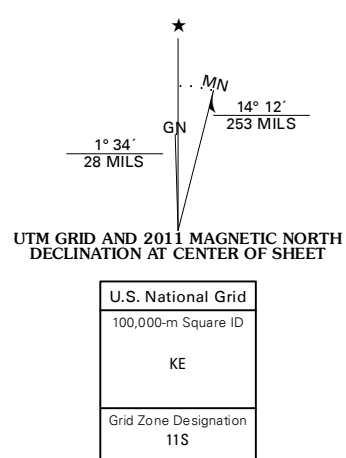 ★
MN
GN
14° 12´
253 MILS
1° 34´
28 MILS
UTM GRID AND 2011 MAGNETIC NORTH
DECLINATION AT CENTER OF SHEET
U.S. National Grid
100,000-m Square ID
KE
Grid Zone Designation
11S